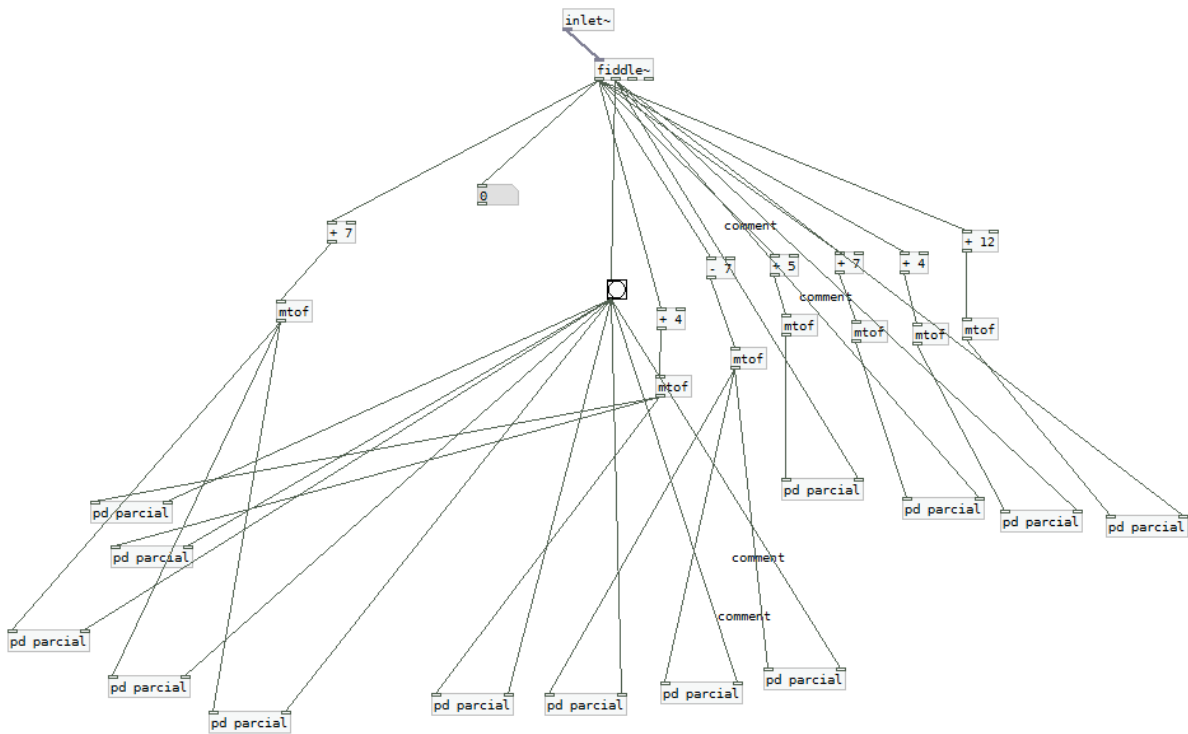 inlet~
fiddle~
0
comment
+ 7
+ 12
- 7
+ 5
+ 7
+ 4
comment
mtof
+ 4
mtof
mtof
mtof
mtof
mtof
mtof
pd parcial
pd parcial
pd parcial
pd parcial
pd parcial
pd parcial
comment
comment
pd parcial
pd parcial
pd parcial
pd parcial
pd parcial
pd parcial
pd parcial